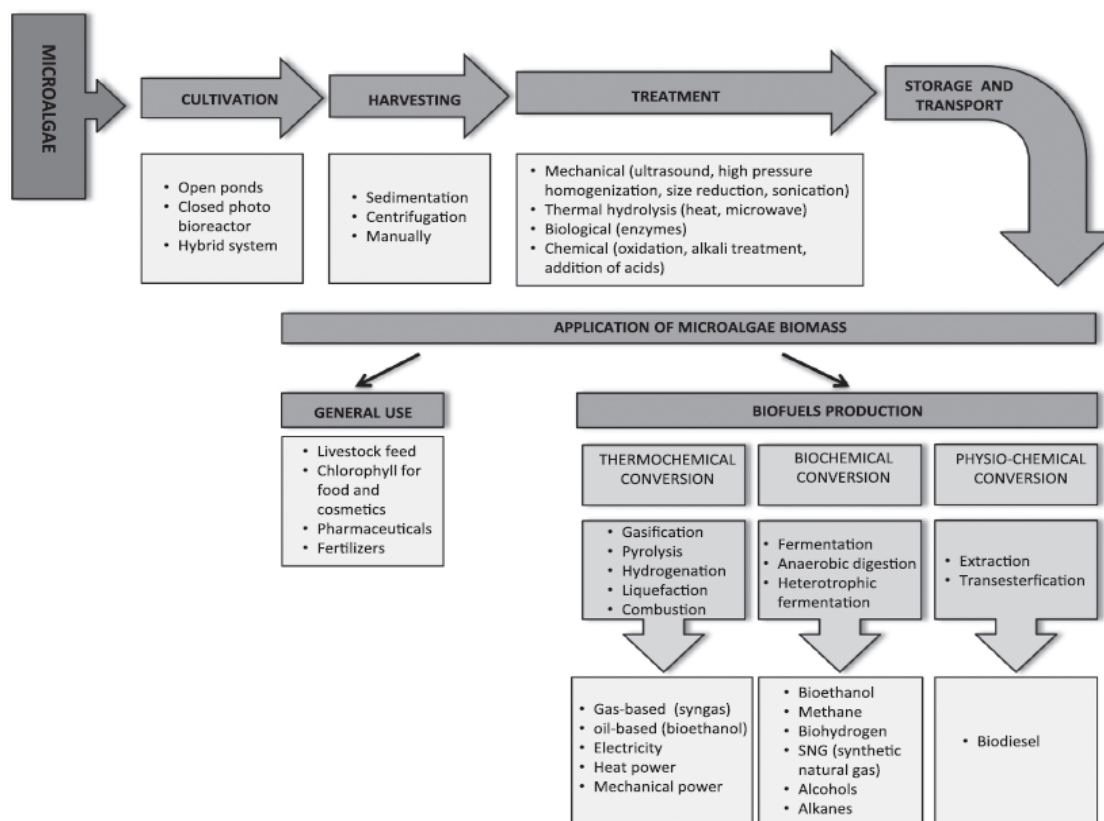 MICROALGAE
CULTIVATION
HARVESTING
TREATMENT
STORAGE AND
TRANSPORT
• Open ponds
• Closed photo
bioreactor
• Hybrid system
• Sedimentation
• Centrifugation
• Manually
• Mechanical (ultrasound, high pressure
homogenization, size reduction, sonication)
• Thermal hydrolysis (heat, microwave)
• Biological (enzymes)
• Chemical (oxidation, alkali treatment,
addition of acids)
APPLICATION OF MICROALGAE BIOMASS
GENERAL USE
• Livestock feed
• Chlorophyll for
food and
cosmetics
• Pharmaceuticals
• Fertilizers
BIOFUELS PRODUCTION
THERMOCHEMICAL
CONVERSION
• Gasification
• Pyrolysis
• Hydrogenation
• Liquefaction
• Combustion
• Gas-based (syngas)
• oil-based (bioethanol)
• Electricity
• Heat power
• Mechanical power
BIOCHEMICAL
CONVERSION
• Fermentation
• Anaerobic digestion
• Heterotrophic
fermentation
• Bioethanol
• Methane
• Biohydrogen
• SNG (synthetic
natural gas)
• Alcohols
• Alkanes
PHYSIO-CHEMICAL
CONVERSION
• Extraction
• Transesterfication
• Biodiesel